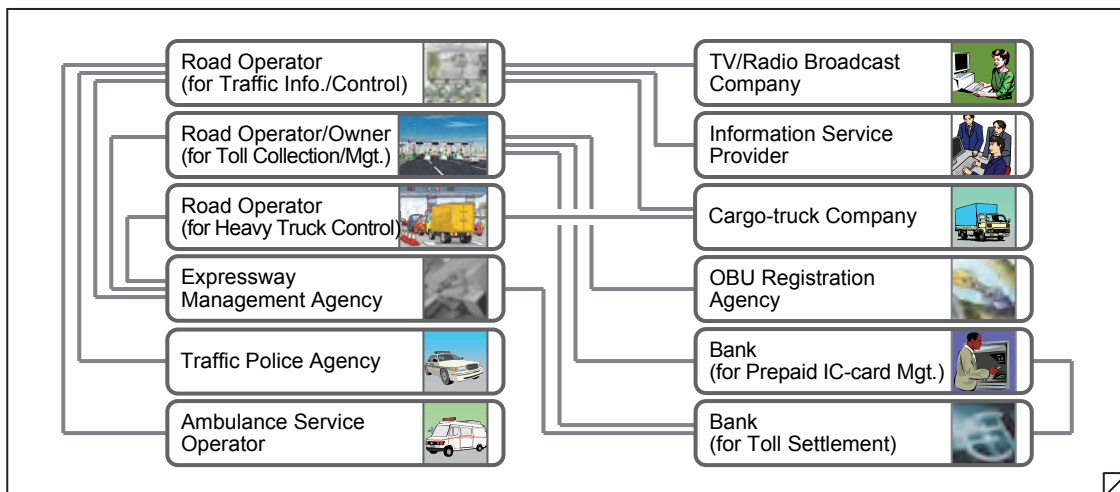 Road Operator
(for Traffic Info./Control)
Road Operator/Owner
(for Toll Collection/Mgt.)
Road Operator
(for Heavy Truck Control)
Expressway
Management Agency
Traffic Police Agency
Ambulance Service
Operator
TV/Radio Broadcast
Company
Information Service
Provider
Cargo-truck Company
OBU Registration
Agency
Bank
(for Prepaid IC-card Mgt.)
Bank
(for Toll Settlement)